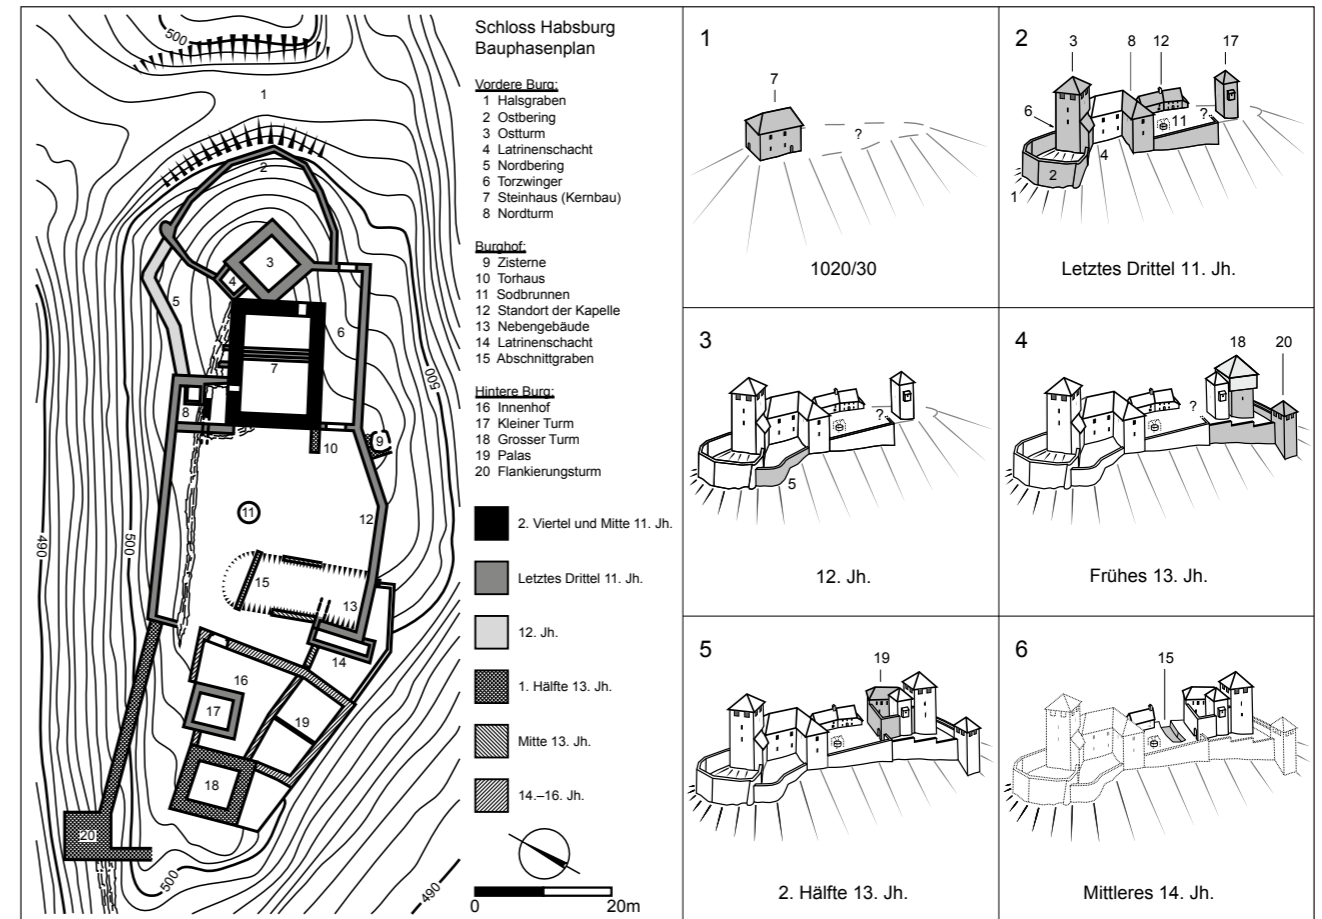 500
1
2
3
4
5
6
7
8
500
9
10
11
12
490
500
15
13
14
16
17
19
18
20
500
490
Schloss Habsburg
Bauphasenplan
Vordere Burg:
1 Halsgraben
2 Ostbering
3 Ostturm
4 Latrinenschacht
5 Nordbering
6 Torzwinger
7 Steinhaus (Kernbau)
8 Nordturm
Burghof:
9 Zisterne
10 Torhaus
11 Sodbrunnen
12 Standort der Kapelle
13 Nebengebäude
14 Latrinenschacht
15 Abschnittgraben
Hintere Burg:
16 Innenhof
17 Kleiner Turm
18 Grosser Turm
19 Palas
20 Flankierungsturm
2. Viertel und Mitte 11. Jh.
Letztes Drittel 11. Jh.
12. Jh.
1. Hälfte 13. Jh.
Mitte 13. Jh.
14.–16. Jh.
0 20m
1
7
?
1020/30
2
3 8 12 17
6
? 
11
4
2
1
Letztes Drittel 11. Jh.
3
?
5
12. Jh.
4
18 20
?
Frühes 13. Jh.
5
19
2. Hälfte 13. Jh.
6
15
Mittleres 14. Jh.